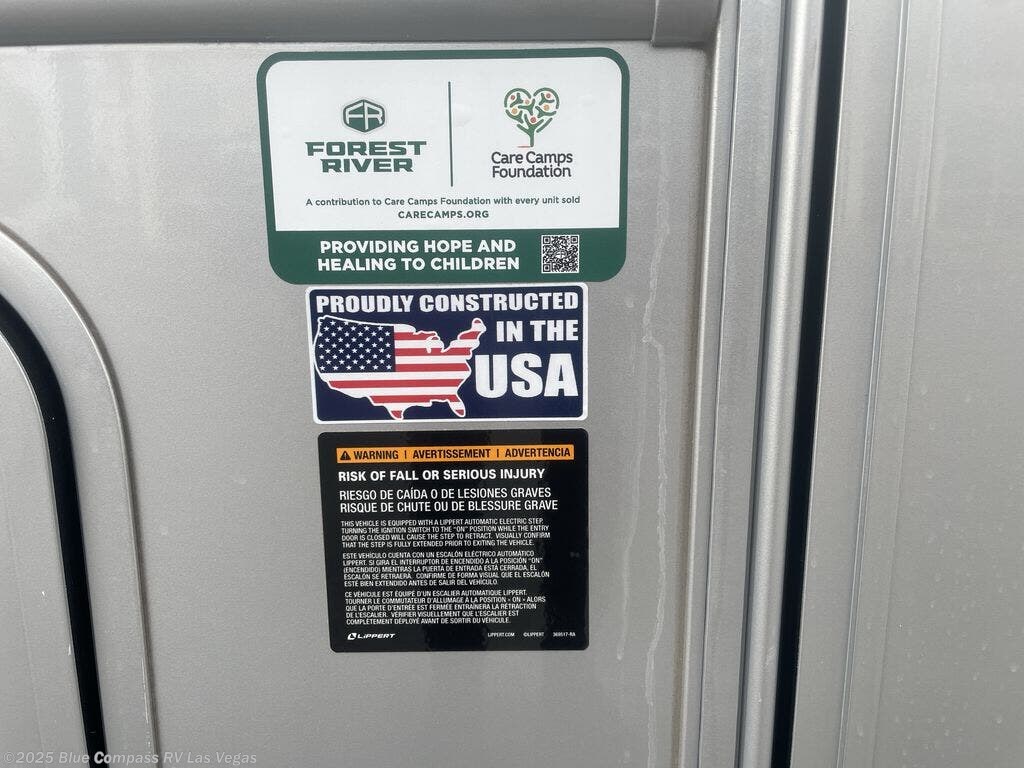 FR
FOREST
RIVER
Care Camps
Foundation
A contribution to Care Camps Foundation with every unit sold
CARECAMPS.ORG
PROVIDING HOPE AND
HEALING TO CHILDREN
PROUDLY CONSTRUCTED
IN THE
USA
WARNING | AVERTISSEMENT | ADVERTENCIA
RISK OF FALL OR SERIOUS INJURY
RIESGO DE CAÍDA O DE LESIONES GRAVES
RISQUE DE CHUTE OU DE BLESSURE GRAVE
THIS VEHICLE IS EQUIPPED WITH A LIPPERT AUTOMATIC ELECTRIC STEP.
TURNING THE IGNITION SWITCH TO THE "ON" POSITION WHILE THE ENTRY
DOOR IS CLOSED WILL CAUSE THE STEP TO RETRACT. VISUALLY CONFIRM
THAT THE STEP IS FULLY EXTENDED PRIOR TO EXITING THE VEHICLE.
ESTE VEHÍCULO CUENTA CON UN ESCALÓN ELÉCTRICO AUTOMÁTICO
LIPPERT. SI GIRA EL INTERRUPTOR DE ENCENDIDO A LA POSICIÓN "ON"
(ENCENDIDO) MIENTRAS LA PUERTA DE ENTRADA ESTÁ CERRADA, EL
ESCALÓN SE RETRAERÁ. CONFIRME DE FORMA VISUAL QUE EL ESCALÓN
ESTÉ BIEN EXTENDIDO ANTES DE SALIR DEL VEHÍCULO.
CE VÉHICULE EST ÉQUIPÉ D'UN ESCALIER AUTOMATIQUE LIPPERT.
TOURNER LE COMMUTATEUR D'ALLUMAGE À LA POSITION « ON » ALORS
QUE LA PORTE D'ENTRÉE EST FERMÉE ENTRAÎNERA LA RÉTRACTION
DE L'ESCALIER. VÉRIFIER VISUELLEMENT QUE L'ESCALIER EST
COMPLÈTEMENT DÉPLOYÉ AVANT DE SORTIR DU VÉHICULE.
LIPPERT LIPPERT.COM ©LIPPERT 369517-RA
©2025 Blue Compass RV Las Vegas